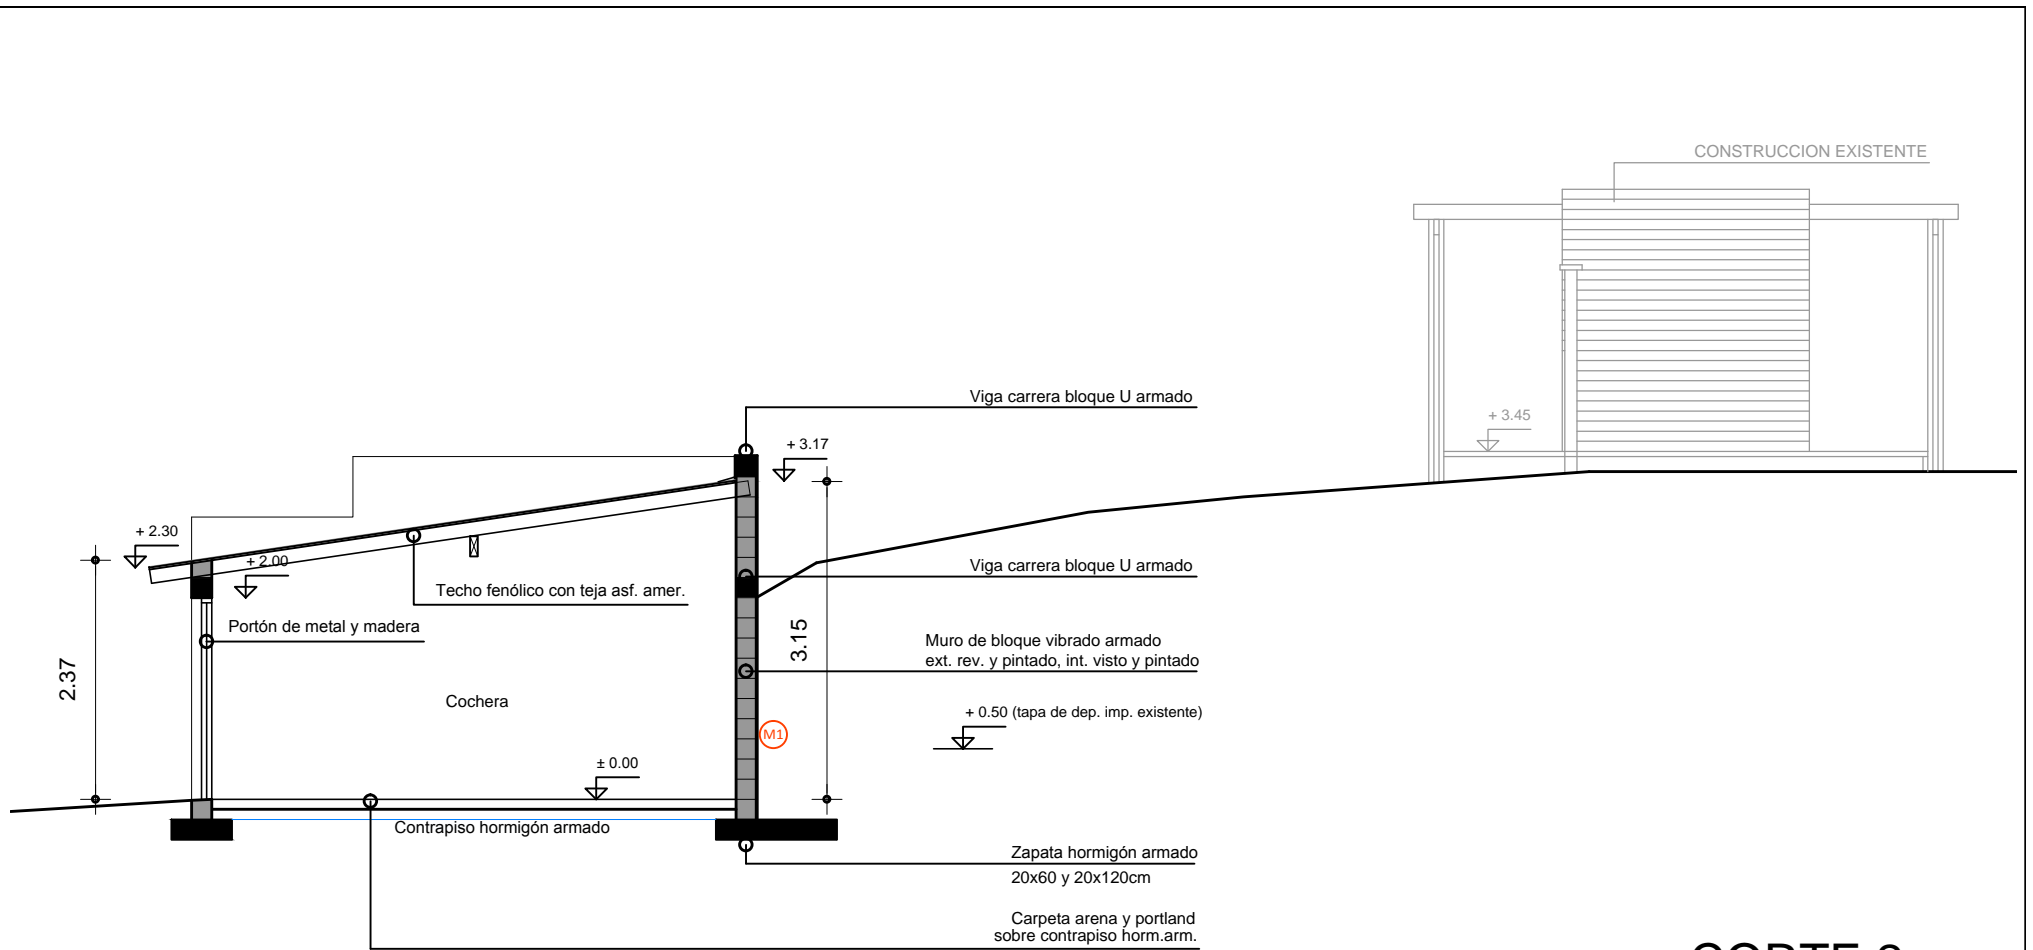 CONSTRUCCION EXISTENTE
Viga carrera bloque U armado
+ 3.45
+ 3.17
+ 2.30
+ 2.00
Viga carrera bloque U armado
Techo fenólico con teja asf. amer.
Portón de metal y madera
Muro de bloque vibrado armado
ext. rev. y pintado, int. visto y pintado
3.15
2.37
Cochera
+ 0.50 (tapa de dep. imp. existente)
M1
± 0.00
Contrapiso hormigón armado
Zapata hormigón armado
20x60 y 20x120cm
Carpeta arena y portland
sobre contrapiso horm.arm.